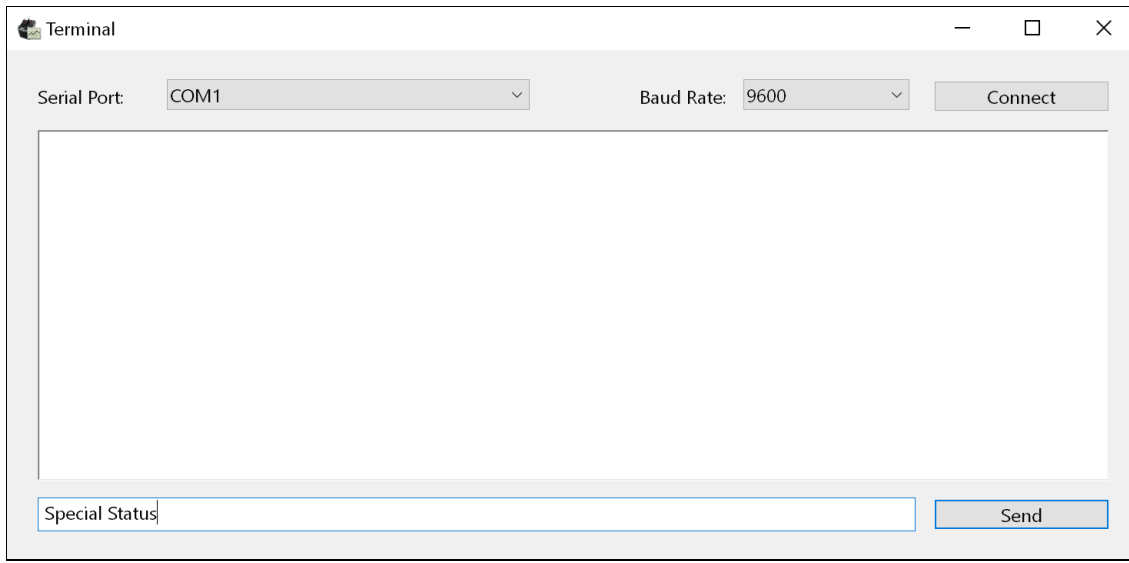 Terminal
Serial Port: COM1 Baud Rate: 9600 Connect
Special Status Send